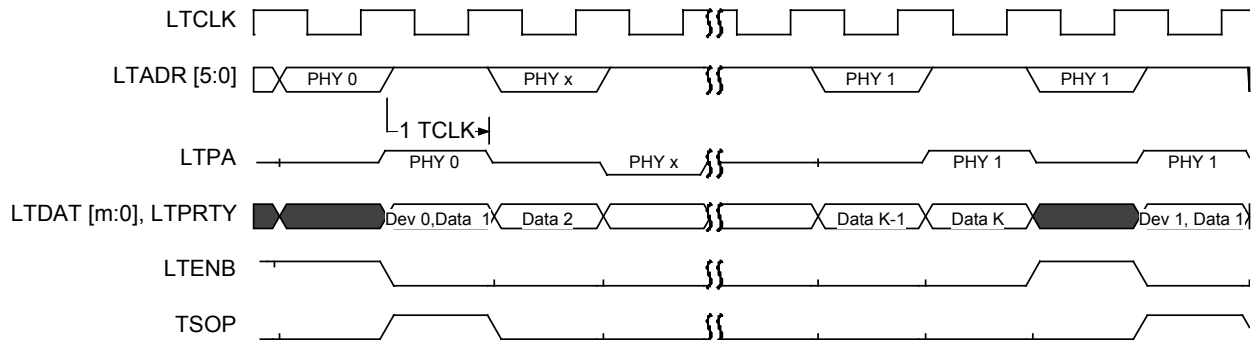 LTCLK
LTADR [5:0] PHY 0 PHY x PHY 1 PHY 1
1 TCLK
LTPA PHY 0 PHY x PHY 1 PHY 1
LTDAT [m:0], LTPRTY Dev 0,Data 1 Data 2 Data K-1 Data K Dev 1, Data 1
LTENB
TSOP